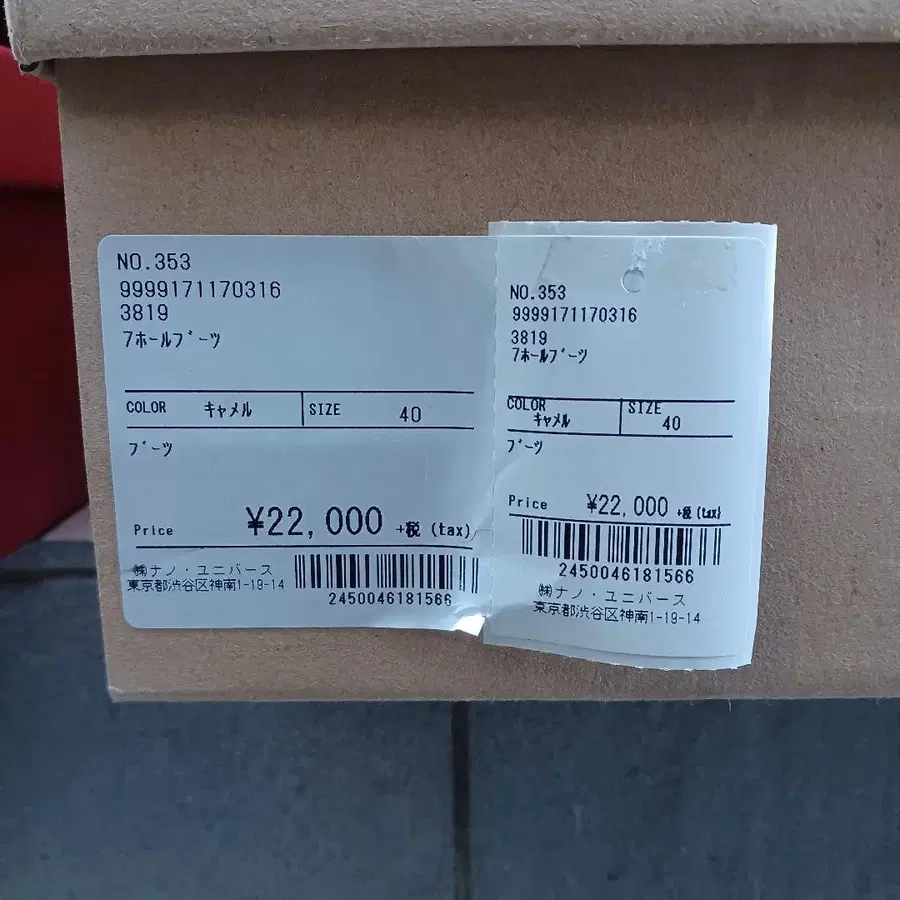 NO.353
9999171170316
3819
7ホールブーツ
COLOR キャメル SIZE 40
ブーツ
Price ¥22,000 +税 (tax)
㈱ナノ・ユニバース
東京都渋谷区神南1-19-14
2450046181566
NO.353
9999171170316
3819
7ホールブーツ
COLOR キャメル SIZE 40
ブーツ
Price ¥22,000 +税 (tax)
2450046181566
㈱ナノ・ユニバース
東京都渋谷区神南1-19-14